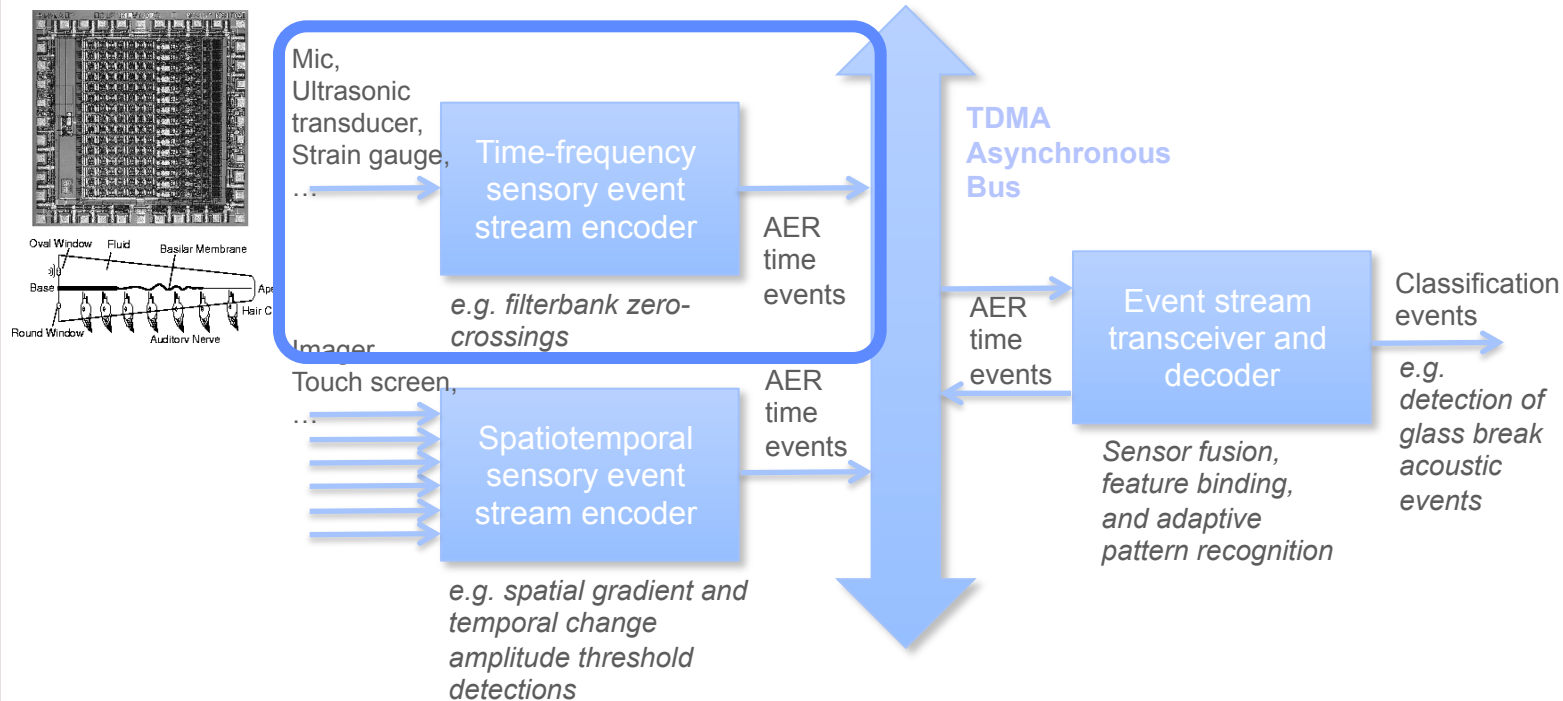 Mic,
Ultrasonic
transducer,
Strain gauge,
…
Time-frequency
sensory event
stream encoder
e.g. filterbank zero-
crossings
AER
time
events
TDMA
Asynchronous
Bus
Oval Window
Fluid
Basilar Membrane
Base
Ape
Hair C
Round Window
Auditory Nerve
Imager
Touch screen,
…
Spatiotemporal
sensory event
stream encoder
e.g. spatial gradient and
temporal change
amplitude threshold
detections
AER
time
events
AER
time
events
Event stream
transceiver and
decoder
Sensor fusion,
feature binding,
and adaptive
pattern recognition
Classification
events
e.g.
detection of
glass break
acoustic
events